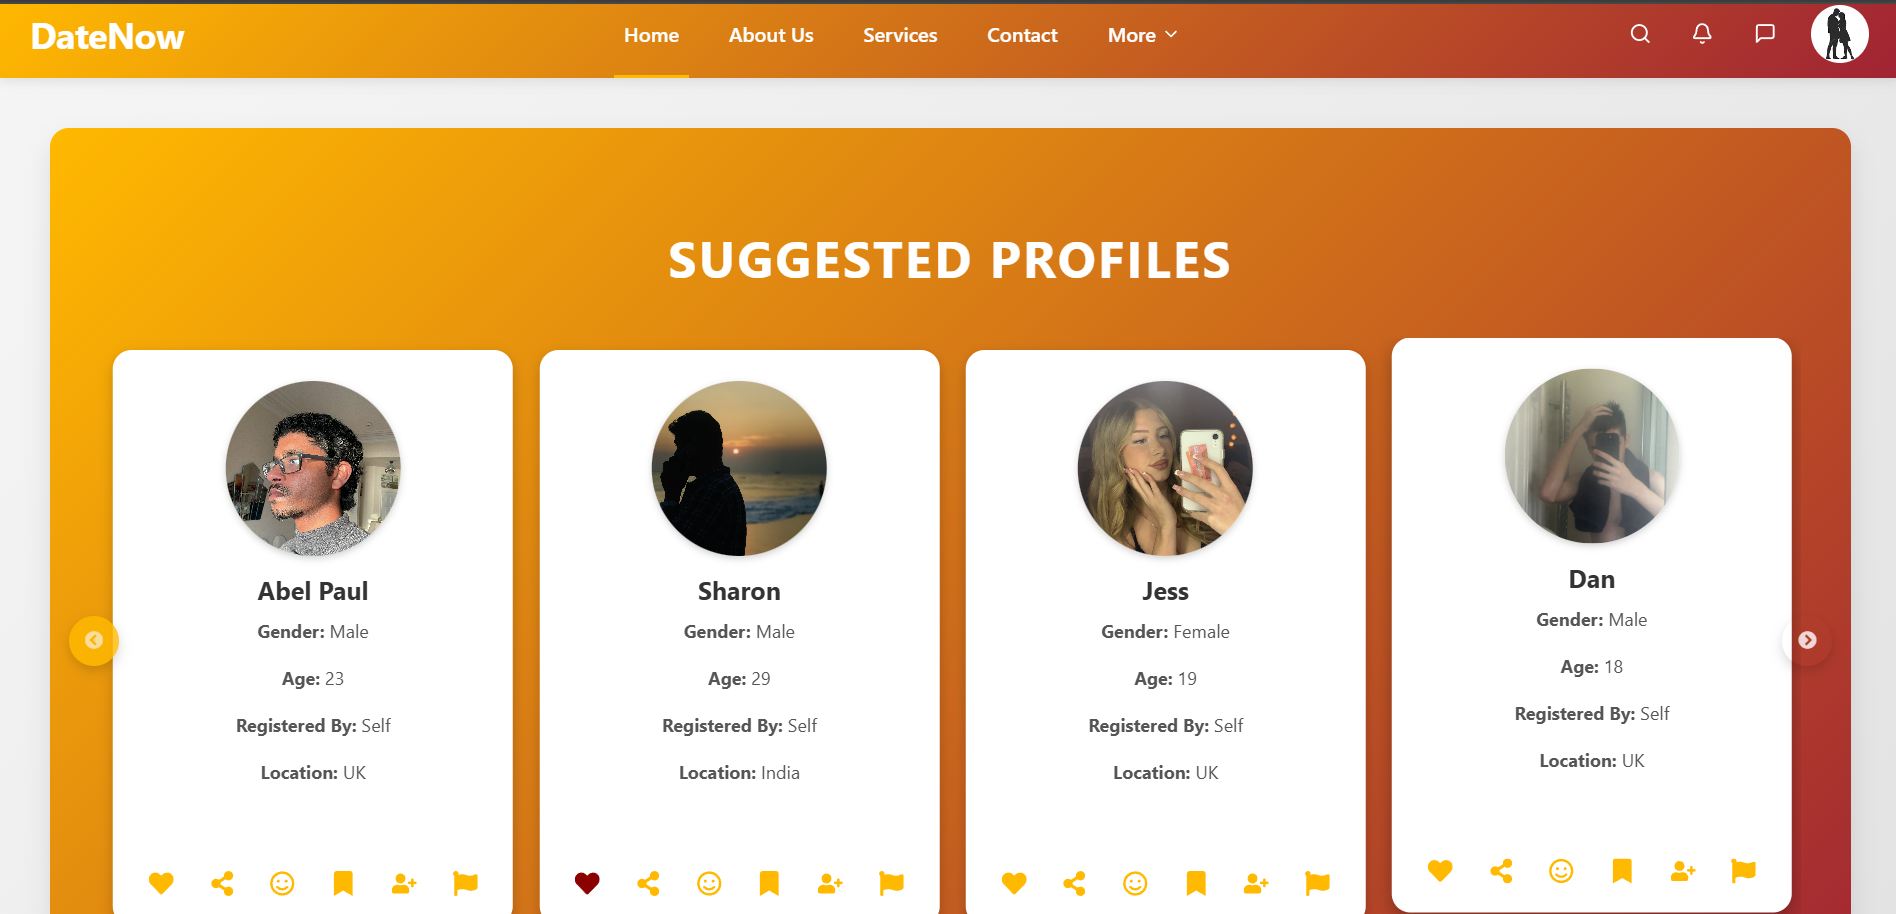 DateNow
Home About Us Services Contact More
SUGGESTED PROFILES
Abel Paul
Gender: Male
Age: 23
Registered By: Self
Location: UK
Sharon
Gender: Male
Age: 29
Registered By: Self
Location: India
Jess
Gender: Female
Age: 19
Registered By: Self
Location: UK
Dan
Gender: Male
Age: 18
Registered By: Self
Location: UK